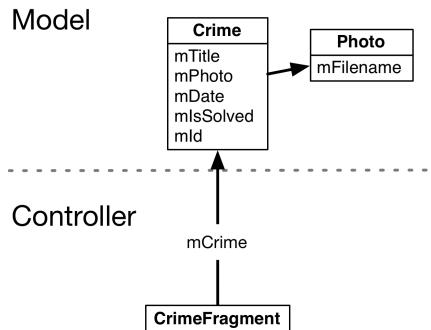 Model
Crime
mTitle
mPhoto
mDate
mIsSolved
mId
Photo
mFilename
Controller
mCrime
CrimeFragment